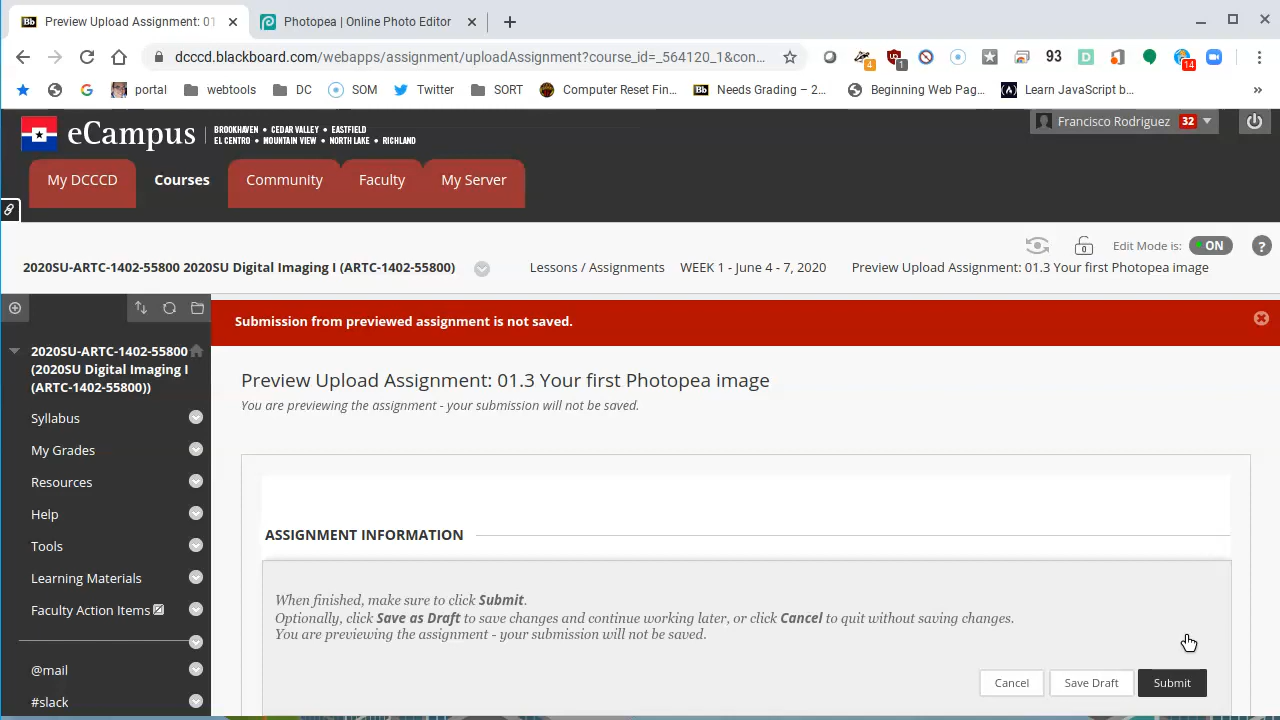 Preview Upload Assignment: 01
Photopea | Online Photo Editor
dcccd.blackboard.com/webapps/assignment/uploadAssignment?course_id=_564120_1&con...
4
1
93
D
14
portal
webtools
DC
SOM
Twitter
SORT
Computer Reset Fin...
Bb
Needs Grading – 2...
Beginning Web Pag...
Learn JavaScript b...
»
eCampus
BROOKHAVEN • CEDAR VALLEY • EASTFIELD
EL CENTRO • MOUNTAIN VIEW • NORTH LAKE • RICHLAND
Francisco Rodriguez 32
My DCCCD
Courses
Community
Faculty
My Server
Edit Mode is: ON ?
2020SU-ARTC-1402-55800 2020SU Digital Imaging I (ARTC-1402-55800)
Lessons / Assignments
WEEK 1 - June 4 - 7, 2020
Preview Upload Assignment: 01.3 Your first Photopea image
Submission from previewed assignment is not saved.
2020SU-ARTC-1402-55800
(2020SU Digital Imaging I
(ARTC-1402-55800))
Syllabus
My Grades
Resources
Help
Tools
Learning Materials
Faculty Action Items
@mail
#slack
Preview Upload Assignment: 01.3 Your first Photopea image
You are previewing the assignment - your submission will not be saved.
ASSIGNMENT INFORMATION
When finished, make sure to click Submit.
Optionally, click Save as Draft to save changes and continue working later, or click Cancel to quit without saving changes.
You are previewing the assignment - your submission will not be saved.
Cancel
Save Draft
Submit